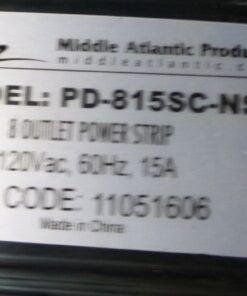 Middle Atlantic Produ
middleatlantic.c
DEL: PD-815SC-NS
8 OUTLET POWER STRIP
120Vac, 60Hz, 15A
CODE: 11051606
Made in China